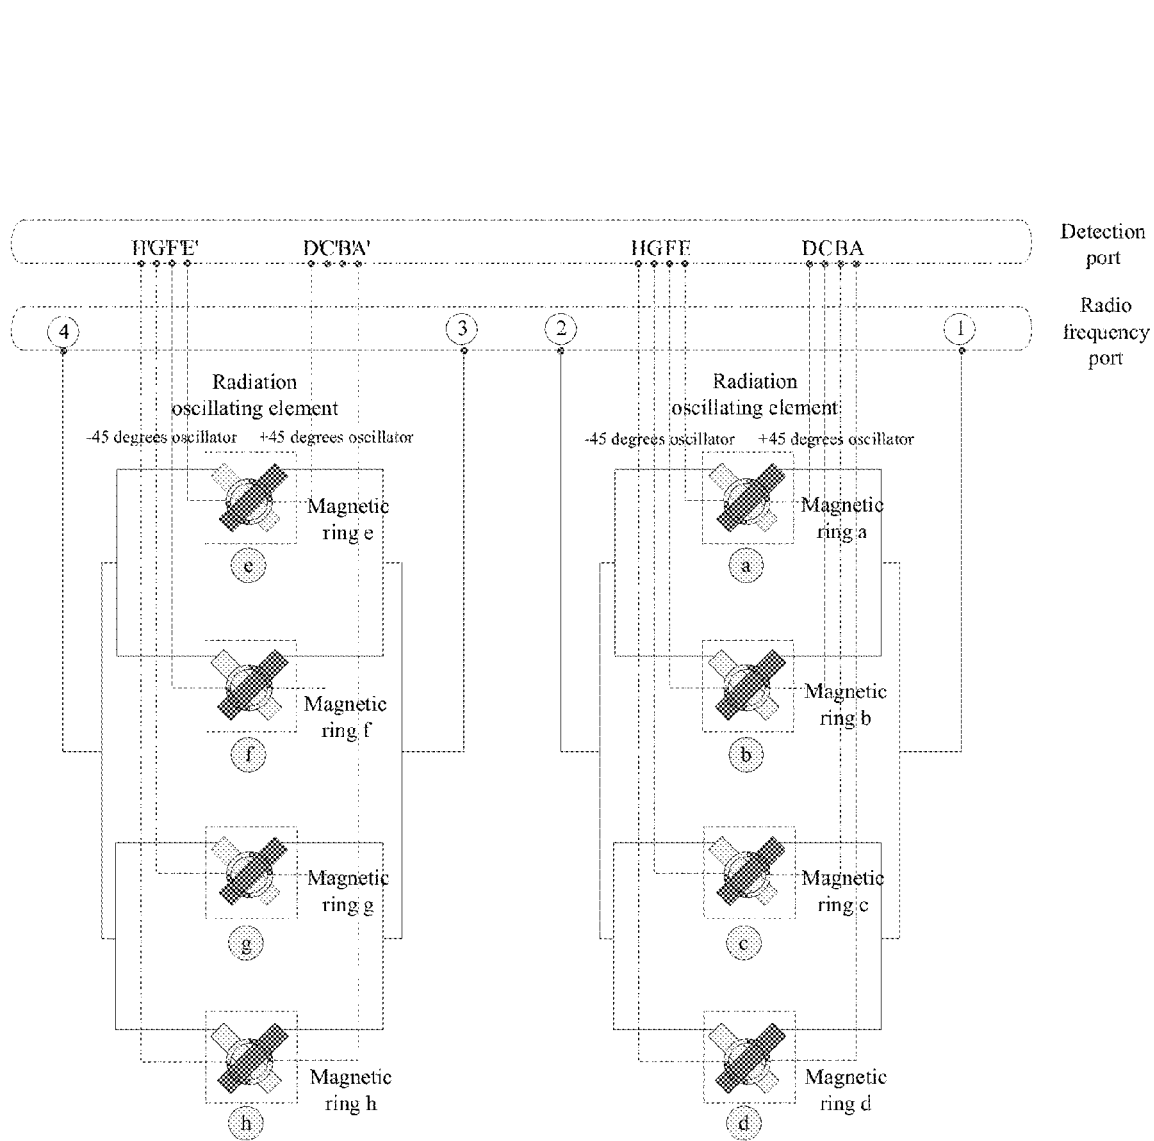 H'G'F'E' D'C'B'A' HGFE DCBA
Detection
port
4 3 2 1
Radio
frequency
port
Radiation
oscillating element
-45 degrees oscillator +45 degrees oscillator
Magnetic
ring e
e
Magnetic
ring f
f
Magnetic
ring g
g
Magnetic
ring h
h
Radiation
oscillating element
-45 degrees oscillator +45 degrees oscillator
Magnetic
ring a
a
Magnetic
ring b
b
Magnetic
ring c
c
Magnetic
ring d
d